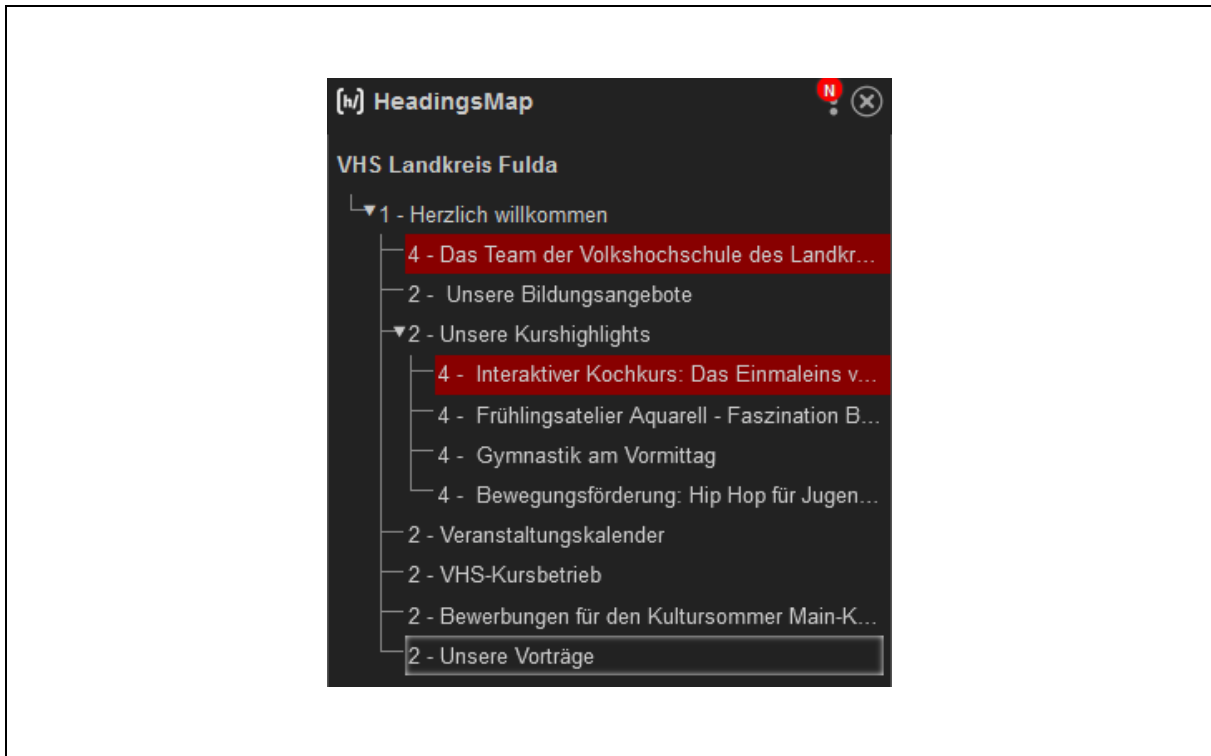 [h/] HeadingsMap
N
VHS Landkreis Fulda
1 - Herzlich willkommen
4 - Das Team der Volkshochschule des Landkr...
2 - Unsere Bildungsangebote
2 - Unsere Kurshighlights
4 - Interaktiver Kochkurs: Das Einmaleins v...
4 - Frühlingsatelier Aquarell - Faszination B...
4 - Gymnastik am Vormittag
4 - Bewegungsförderung: Hip Hop für Jugen...
2 - Veranstaltungskalender
2 - VHS-Kursbetrieb
2 - Bewerbungen für den Kultursommer Main-K...
2 - Unsere Vorträge